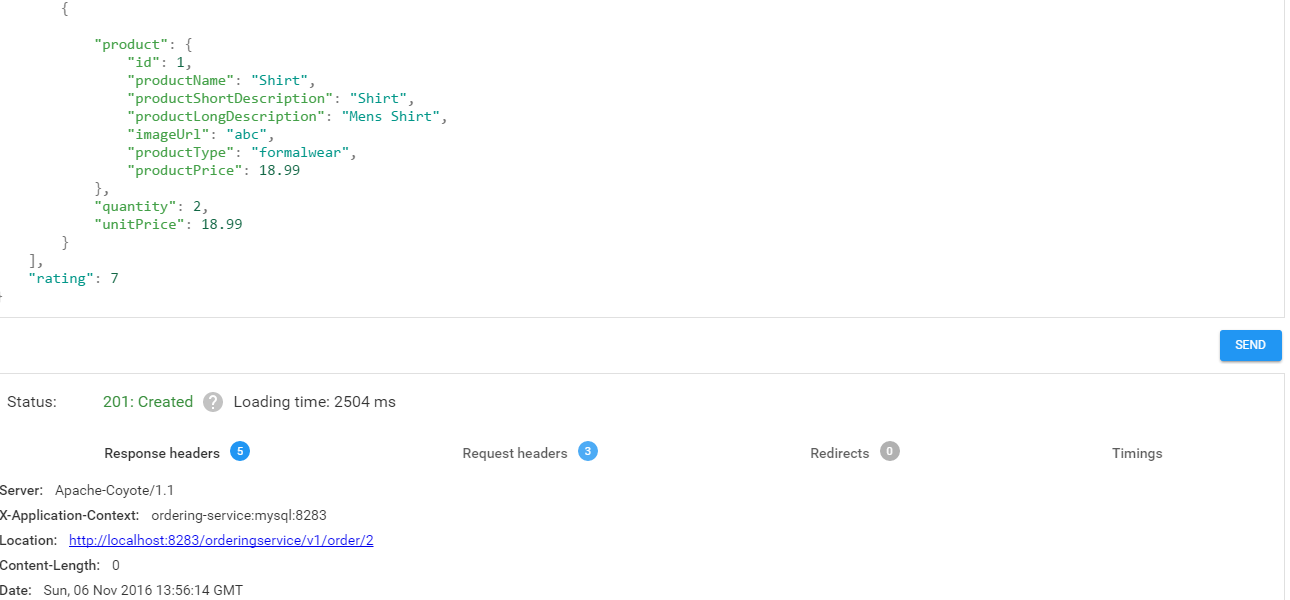 {
"product": {
"id": 1,
"productName": "Shirt",
"productShortDescription": "Shirt",
"productLongDescription": "Mens Shirt",
"imageUrl": "abc",
"productType": "formalwear",
"productPrice": 18.99
},
"quantity": 2,
"unitPrice": 18.99
}
],
"rating": 7
SEND
Status: 201: Created ? Loading time: 2504 ms
Response headers 5 Request headers 3 Redirects 0 Timings
Server: Apache-Coyote/1.1
X-Application-Context: ordering-service:mysql:8283
Location: http://localhost:8283/orderingservice/v1/order/2
Content-Length: 0
Date: Sun, 06 Nov 2016 13:56:14 GMT